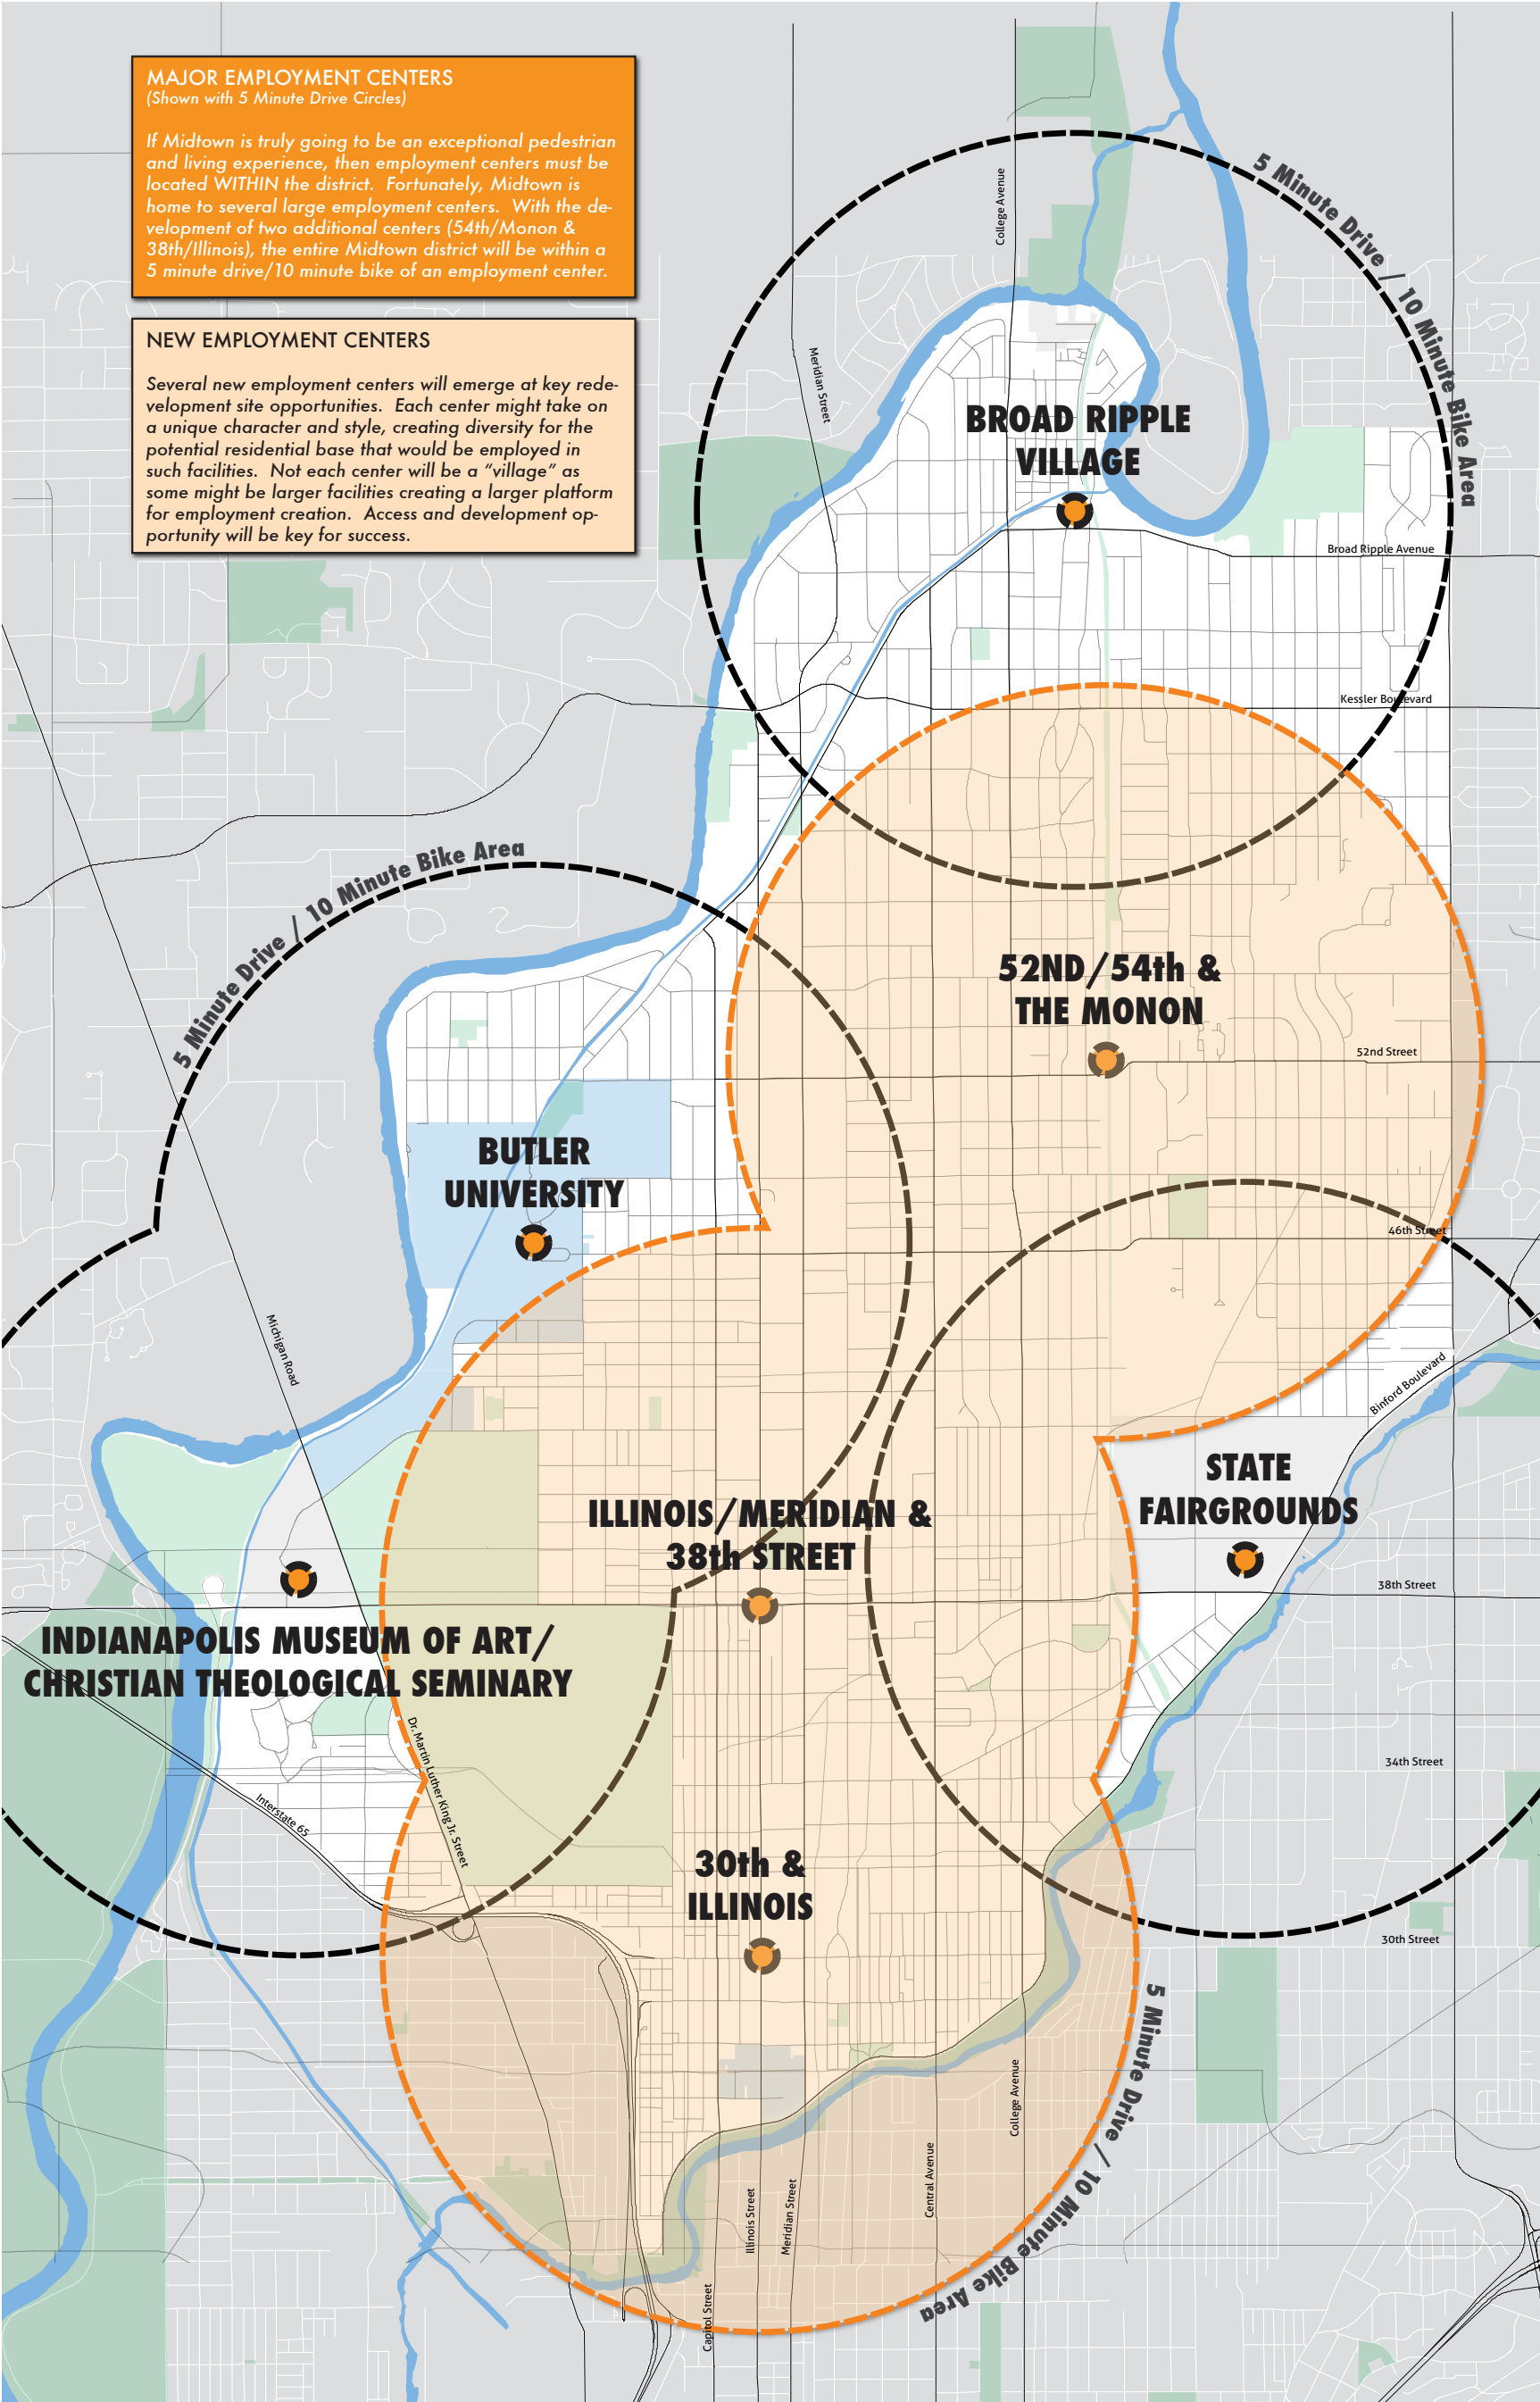 MAJOR EMPLOYMENT CENTERS
(Shown with 5 Minute Drive Circles)
If Midtown is truly going to be an exceptional pedestrian
and living experience, then employment centers must be
located WITHIN the district.  Fortunately, Midtown is
home to several large employment centers.  With the de-
velopment of two additional centers (54th/Monon &
38th/Illinois), the entire Midtown district will be within a
5 minute drive/10 minute bike of an employment center.
NEW EMPLOYMENT CENTERS
Several new employment centers will emerge at key rede-
velopment site opportunities.  Each center might take on
a unique character and style, creating diversity for the
potential residential base that would be employed in
such facilities.  Not each center will be a “village” as
some might be larger facilities creating a larger platform
for employment creation.  Access and development op-
portunity will be key for success.
College Avenue
5 Minute Drive / 10 Minute Bike Area
Meridian Street
BROAD RIPPLE
VILLAGE
Broad Ripple Avenue
Kessler Boulevard
5 Minute Drive / 10 Minute Bike Area
52ND/54th &
THE MONON
52nd Street
BUTLER
UNIVERSITY
46th Street
Michigan Road
Binford Boulevard
STATE
FAIRGROUNDS
ILLINOIS/MERIDIAN &
38th STREET
38th Street
INDIANAPOLIS MUSEUM OF ART/
CHRISTIAN THEOLOGICAL SEMINARY
Dr. Martin Luther King Jr. Street
34th Street
Interstate 65
30th &
ILLINOIS
30th Street
5 Minute Drive / 10 Minute Bike Area
College Avenue
Central Avenue
Illinois Street
Meridian Street
Capitol Street